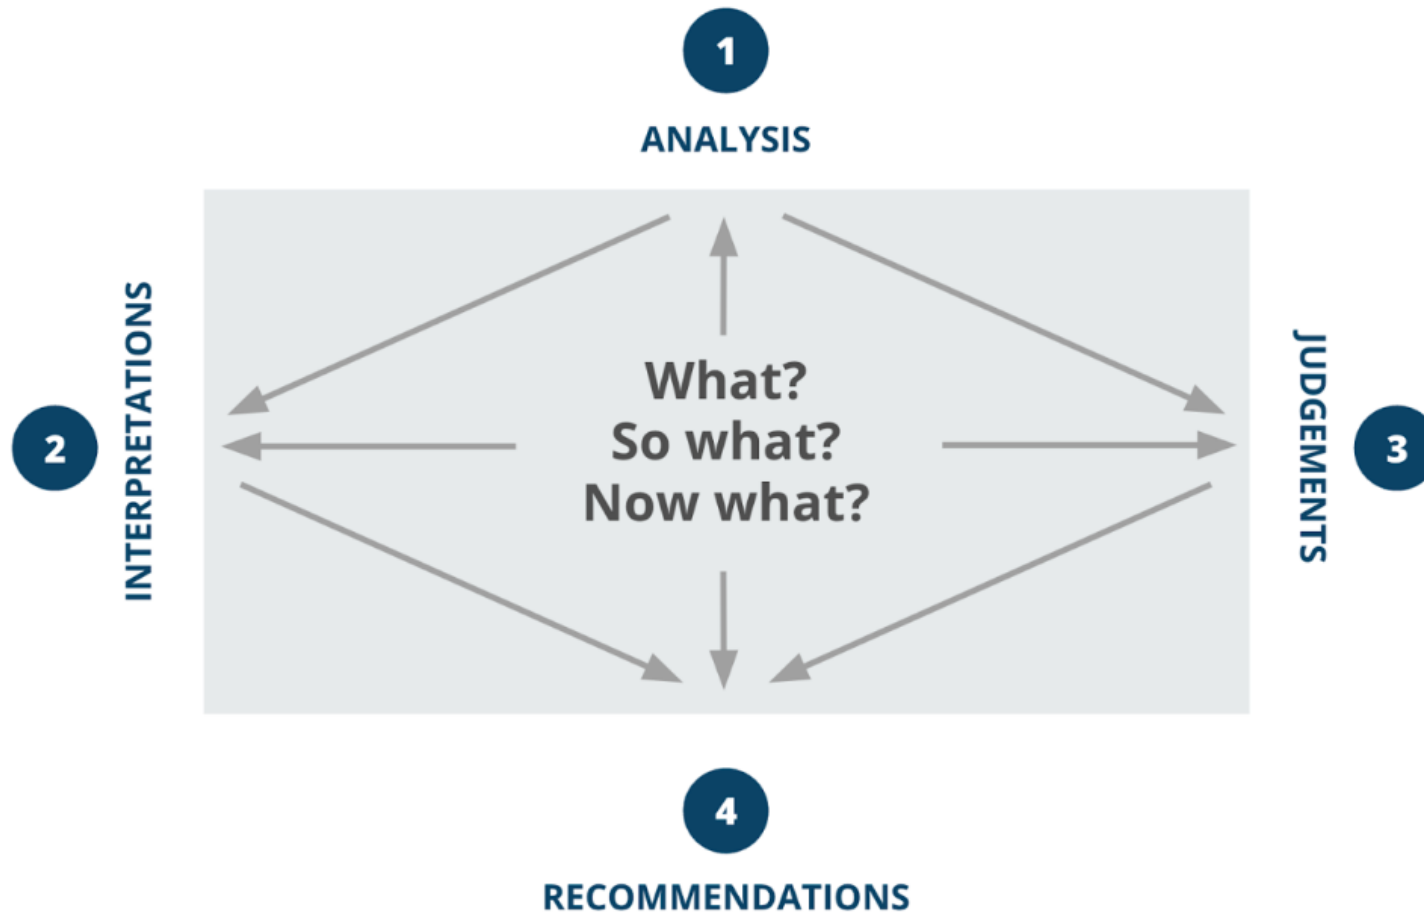 1
ANALYSIS
2
INTERPRETATIONS
What?
So what?
Now what?
JUDGEMENTS
3
4
RECOMMENDATIONS